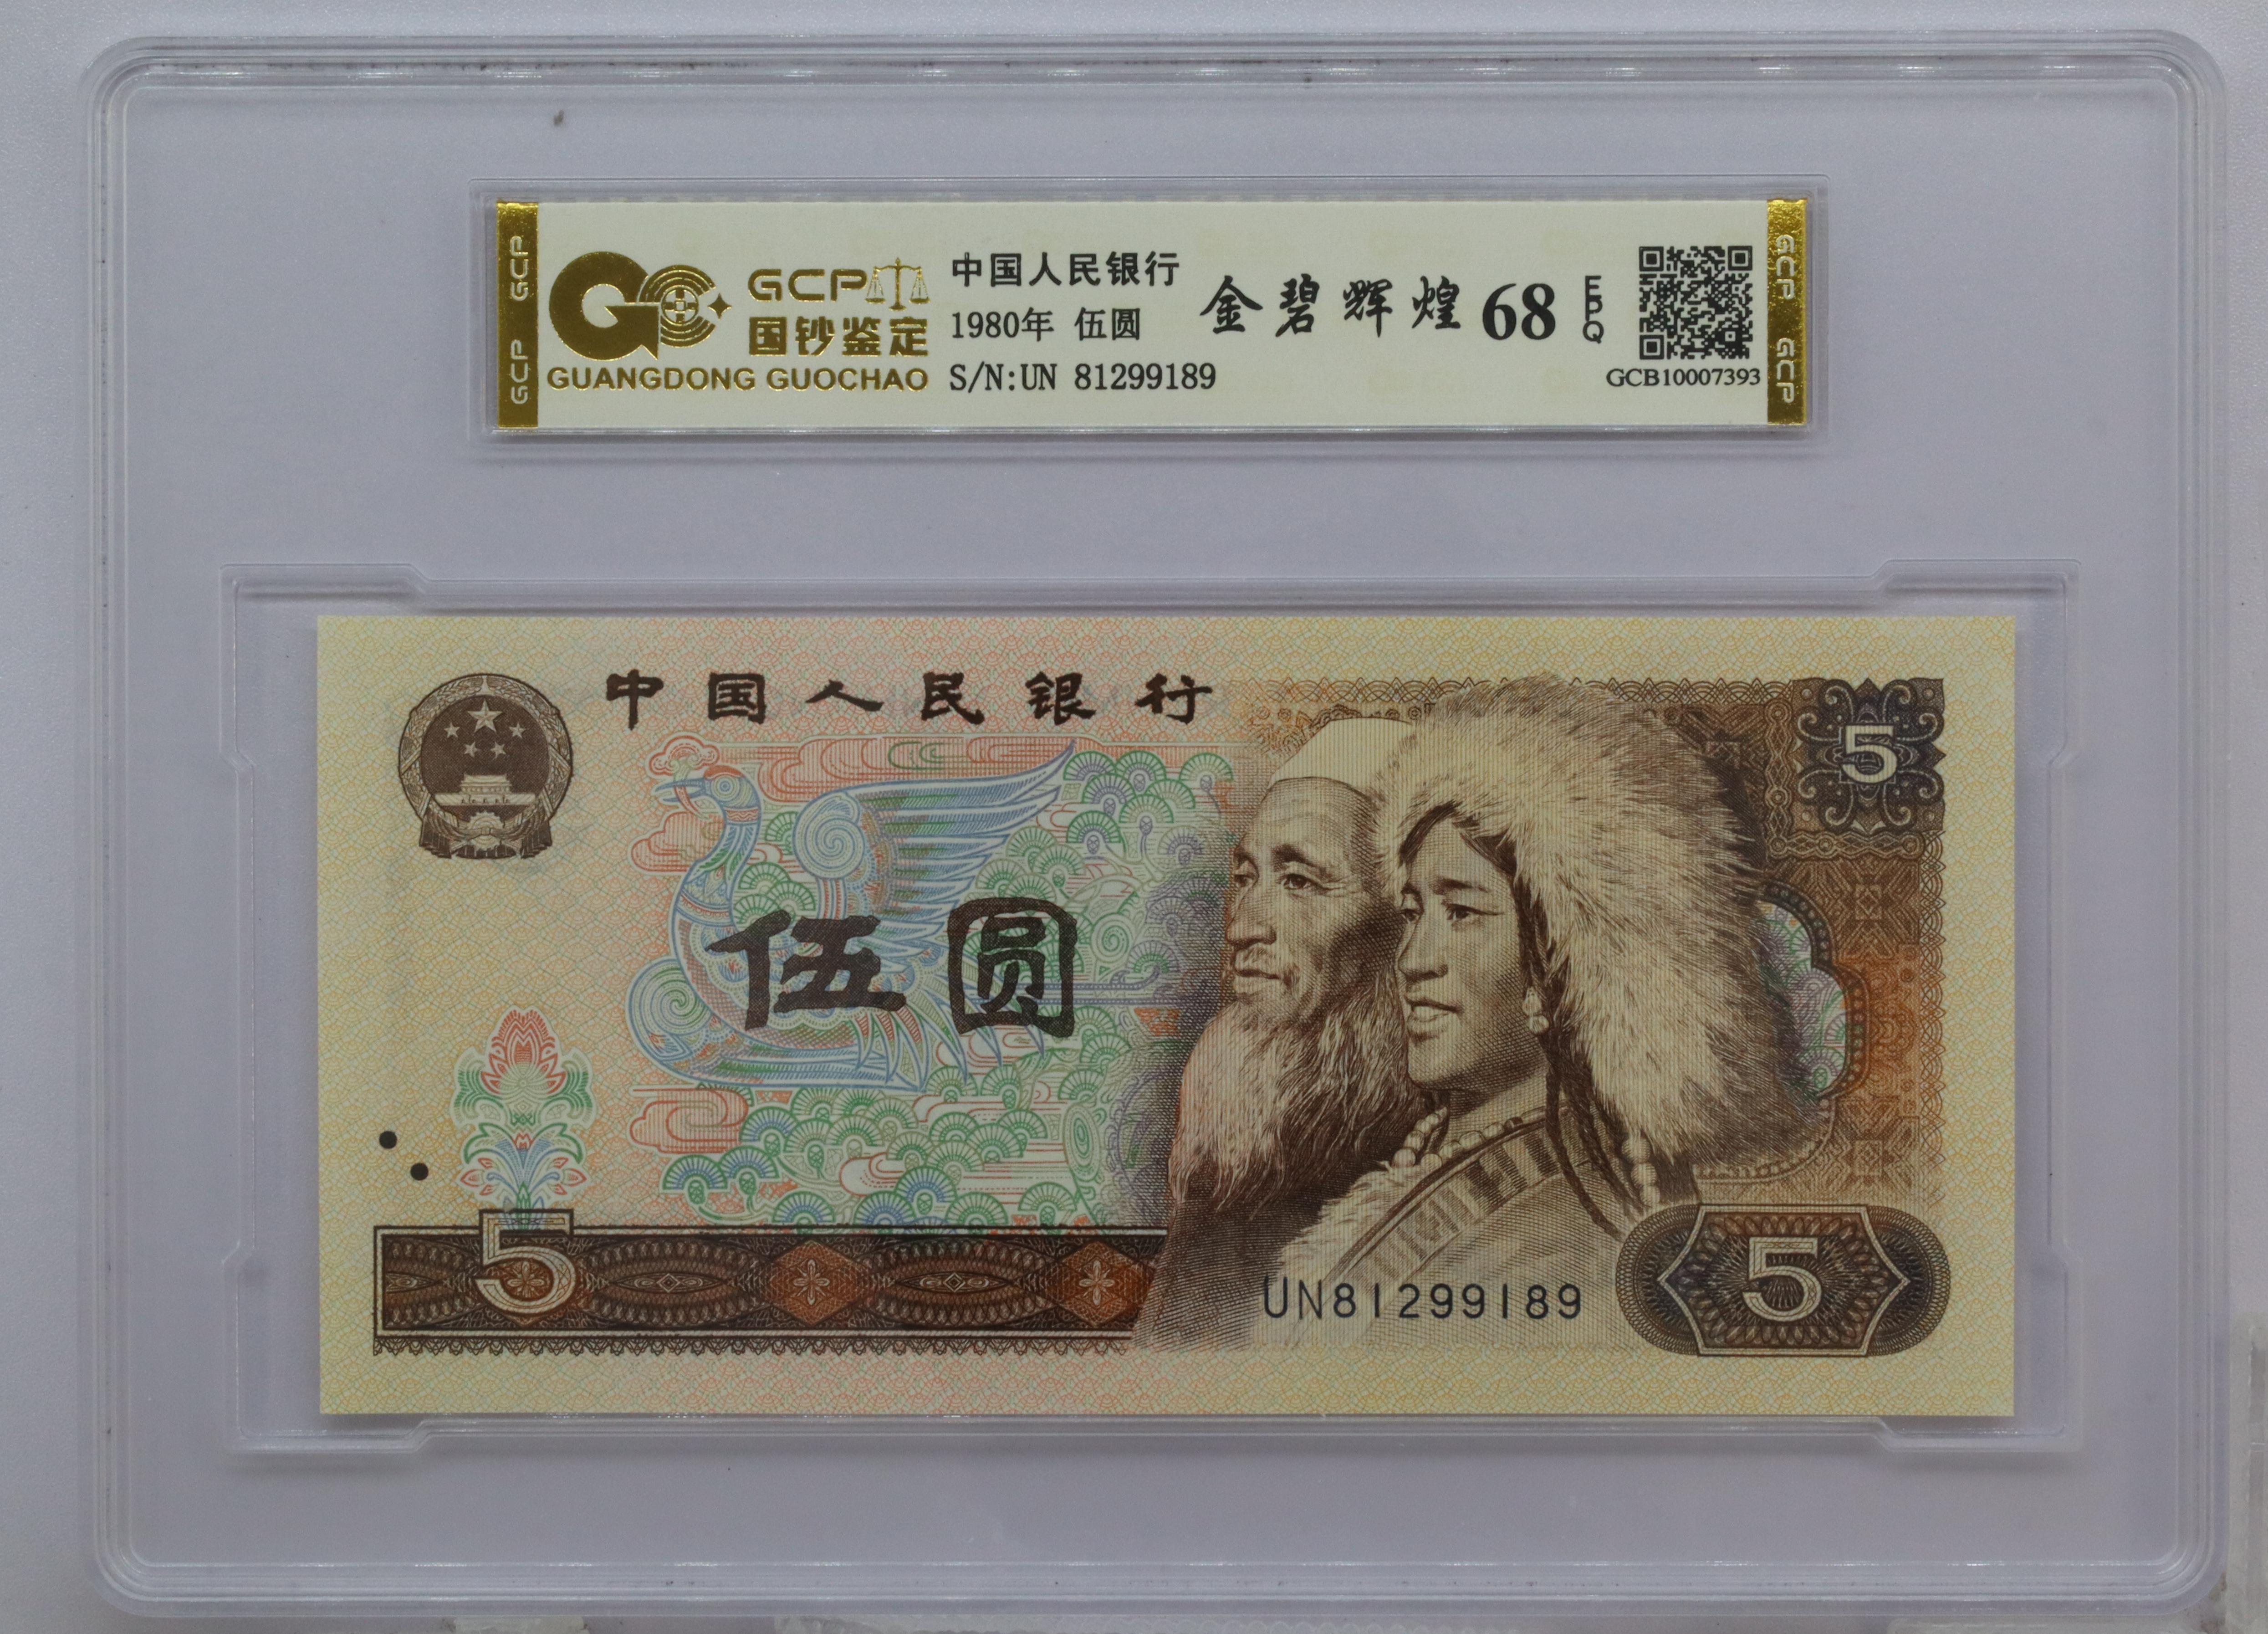 GCP GCP
GCP
国钞鉴定
GUANGDONG GUOCHAO
中国人民银行
1980年 伍圆
S/N:UN 81299189
金碧辉煌 68 EPQ
GCB10007393
GCP GCP
中国人民银行
5
伍圆
5
UN81299189
5